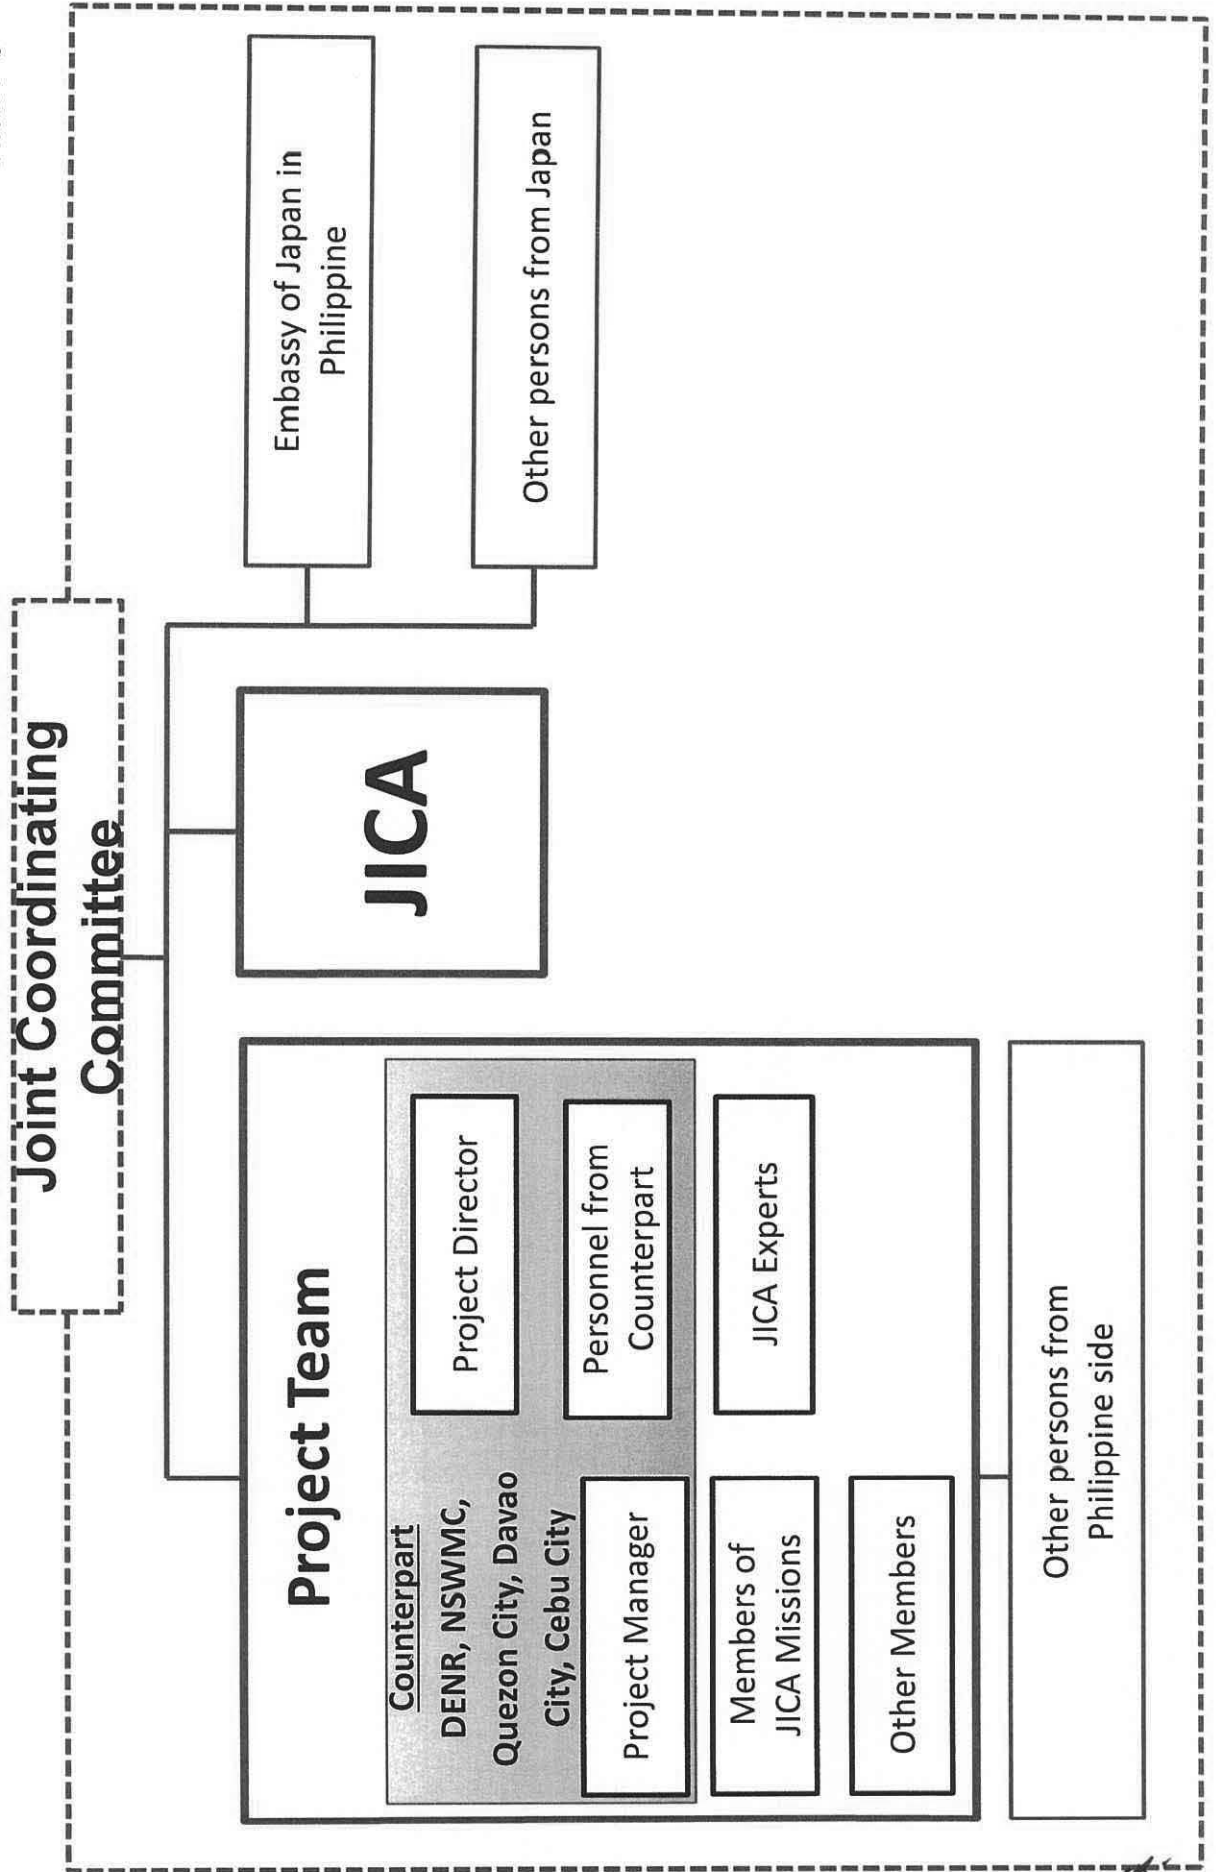 Joint Coordinating
Committee
Project Team
Counterpart
DENR, NSWMC,
Quezon City, Davao
City, Cebu City
Project Director
Project Manager
Personnel from
Counterpart
Members of
JICA Missions
JICA Experts
Other Members
Other persons from
Philippine side
JICA
Embassy of Japan in
Philippine
Other persons from Japan